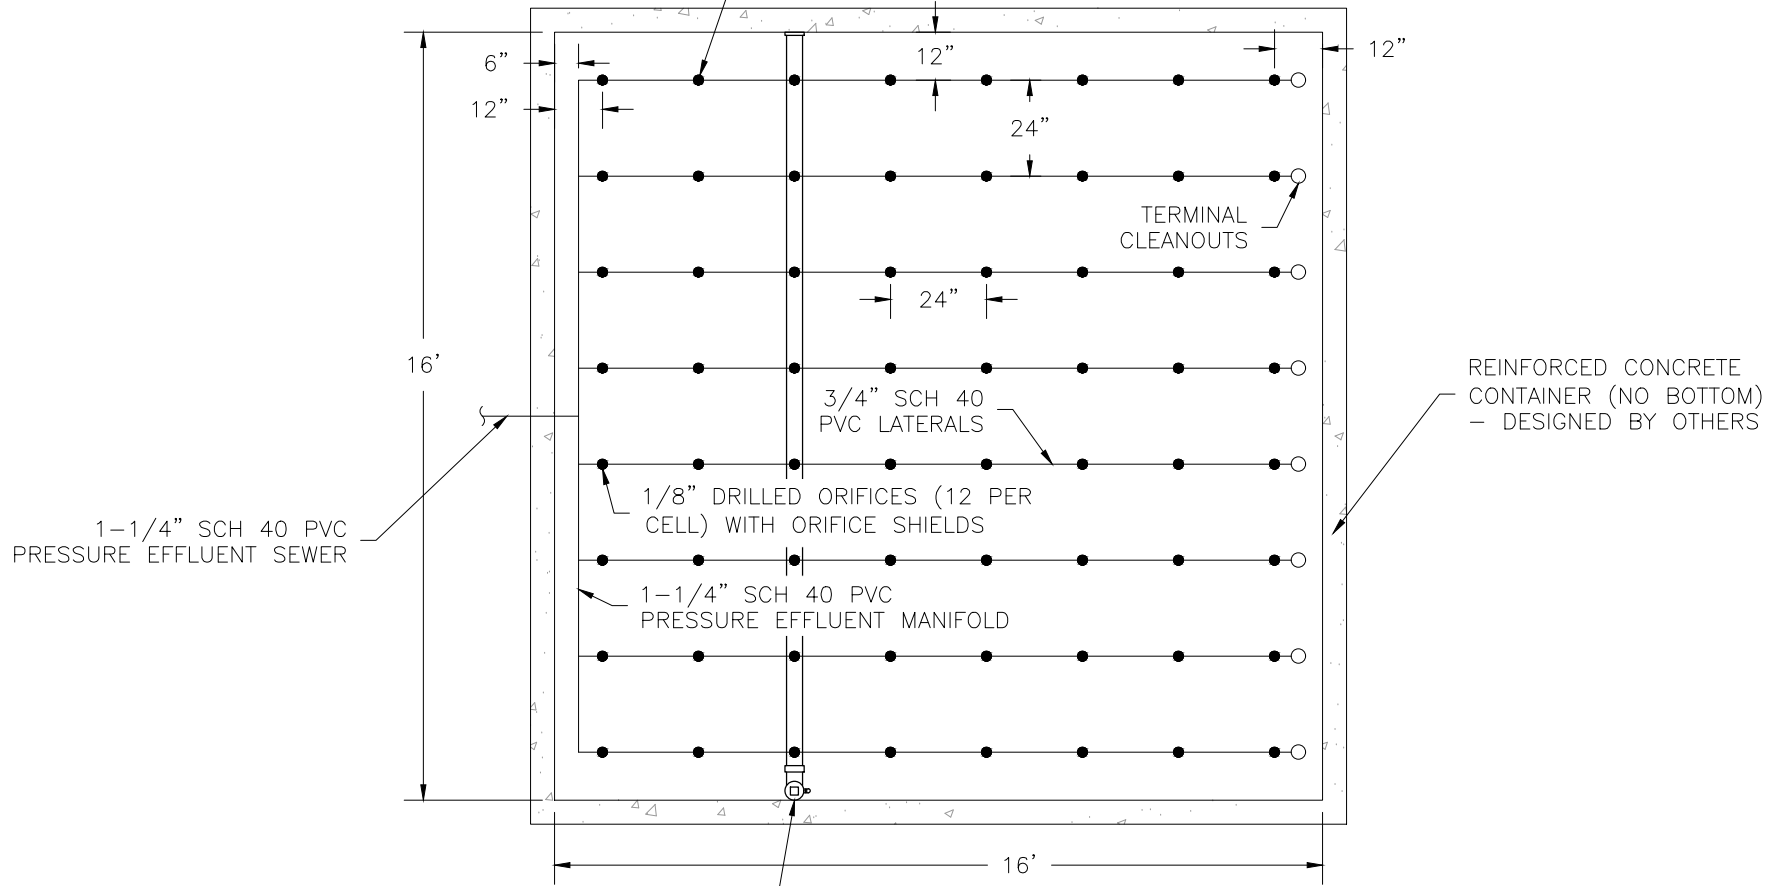 6”
12”
12”
12”
24”
TERMINAL
CLEANOUTS
24”
16’
3/4” SCH 40
PVC LATERALS
REINFORCED CONCRETE
CONTAINER (NO BOTTOM)
– DESIGNED BY OTHERS
1/8” DRILLED ORIFICES (12 PER
CELL) WITH ORIFICE SHIELDS
1–1/4” SCH 40 PVC
PRESSURE EFFLUENT SEWER
1–1/4” SCH 40 PVC
PRESSURE EFFLUENT MANIFOLD
16’